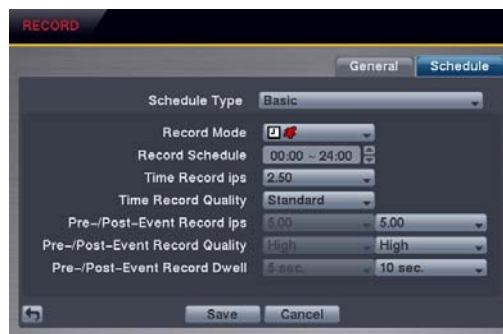 RECORD
General Schedule
Schedule Type Basic
Record Mode
Record Schedule 00:00 ~ 24:00
Time Record ips 2.50
Time Record Quality Standard
Pre-/Post-Event Record ips 5.00 5.00
Pre-/Post-Event Record Quality High High
Pre-/Post-Event Record Dwell 5 sec. 10 sec.
Save Cancel